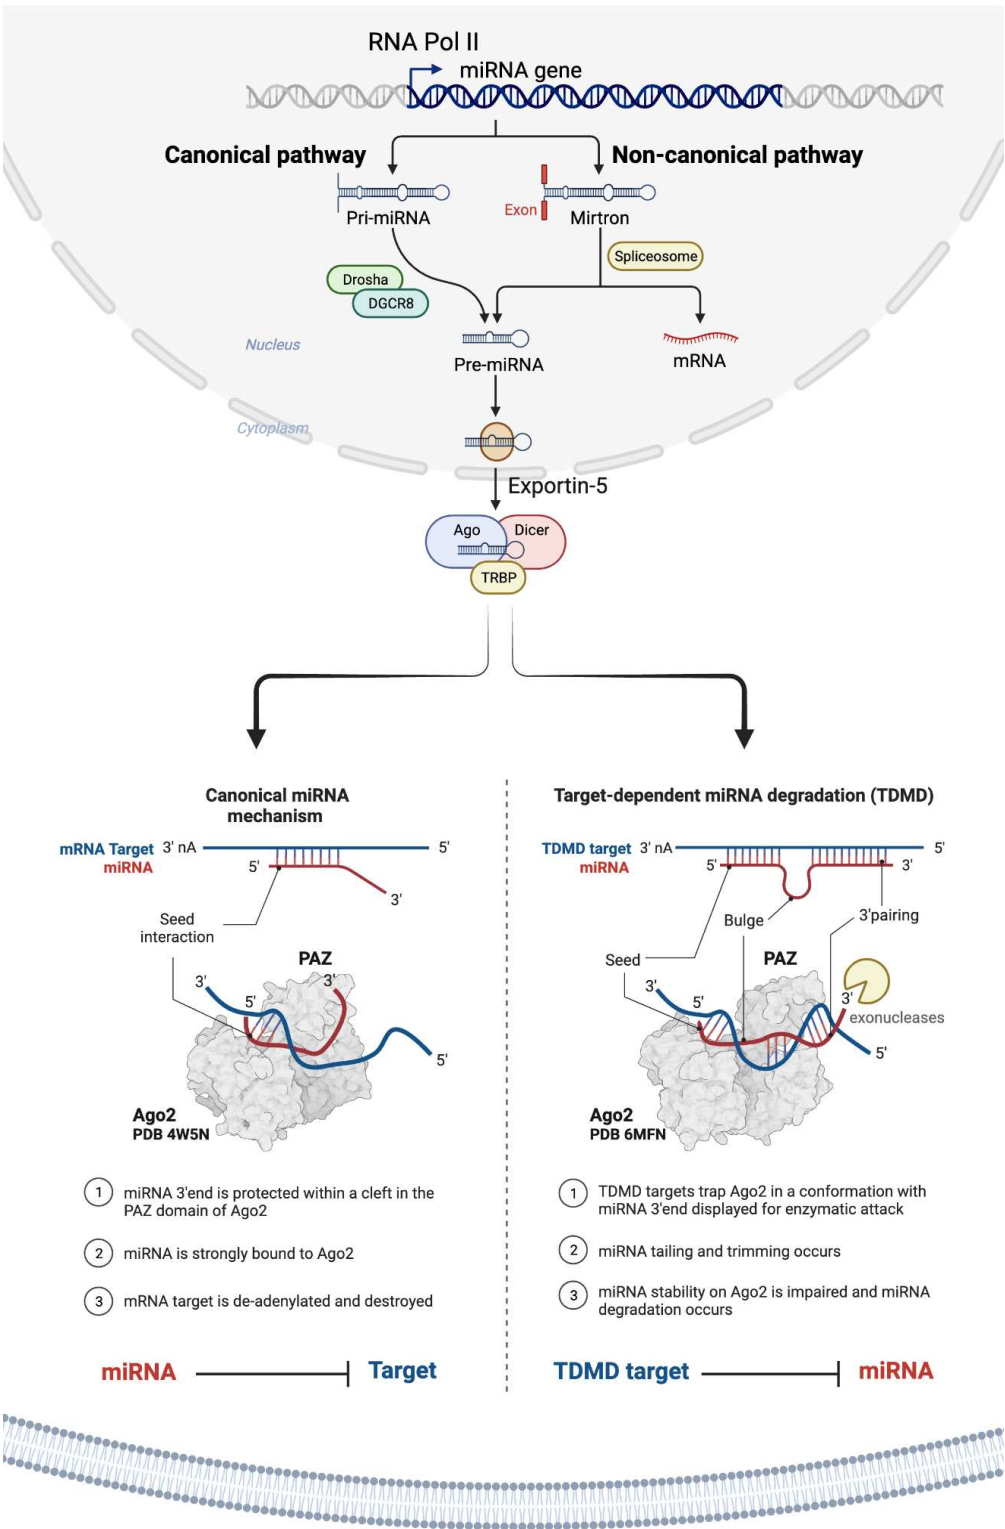 RNA Pol II
miRNA gene
Canonical pathway
Non-canonical pathway
Pri-miRNA
Exon
Mirtron
Spliceosome
Drosha
DGCR8
Nucleus
Pre-miRNA
mRNA
Cytoplasm
Exportin-5
Ago
Dicer
TRBP
Canonical miRNA
mechanism
mRNA Target 3' nA
5'
miRNA
5'
3'
Seed
interaction
PAZ
3'
3'
5'
5'
Ago2
PDB 4W5N
1 miRNA 3'end is protected within a cleft in the
PAZ domain of Ago2
2 miRNA is strongly bound to Ago2
3 mRNA target is de-adenylated and destroyed
miRNA
Target
Target-dependent miRNA degradation (TDMD)
TDMD target 3' nA
5'
miRNA
5'
3'
Bulge
3'pairing
Seed
PAZ
3'
5'
3'
exonucleases
5'
Ago2
PDB 6MFN
1 TDMD targets trap Ago2 in a conformation with
miRNA 3'end displayed for enzymatic attack
2 miRNA tailing and trimming occurs
3 miRNA stability on Ago2 is impaired and miRNA
degradation occurs
TDMD target
miRNA